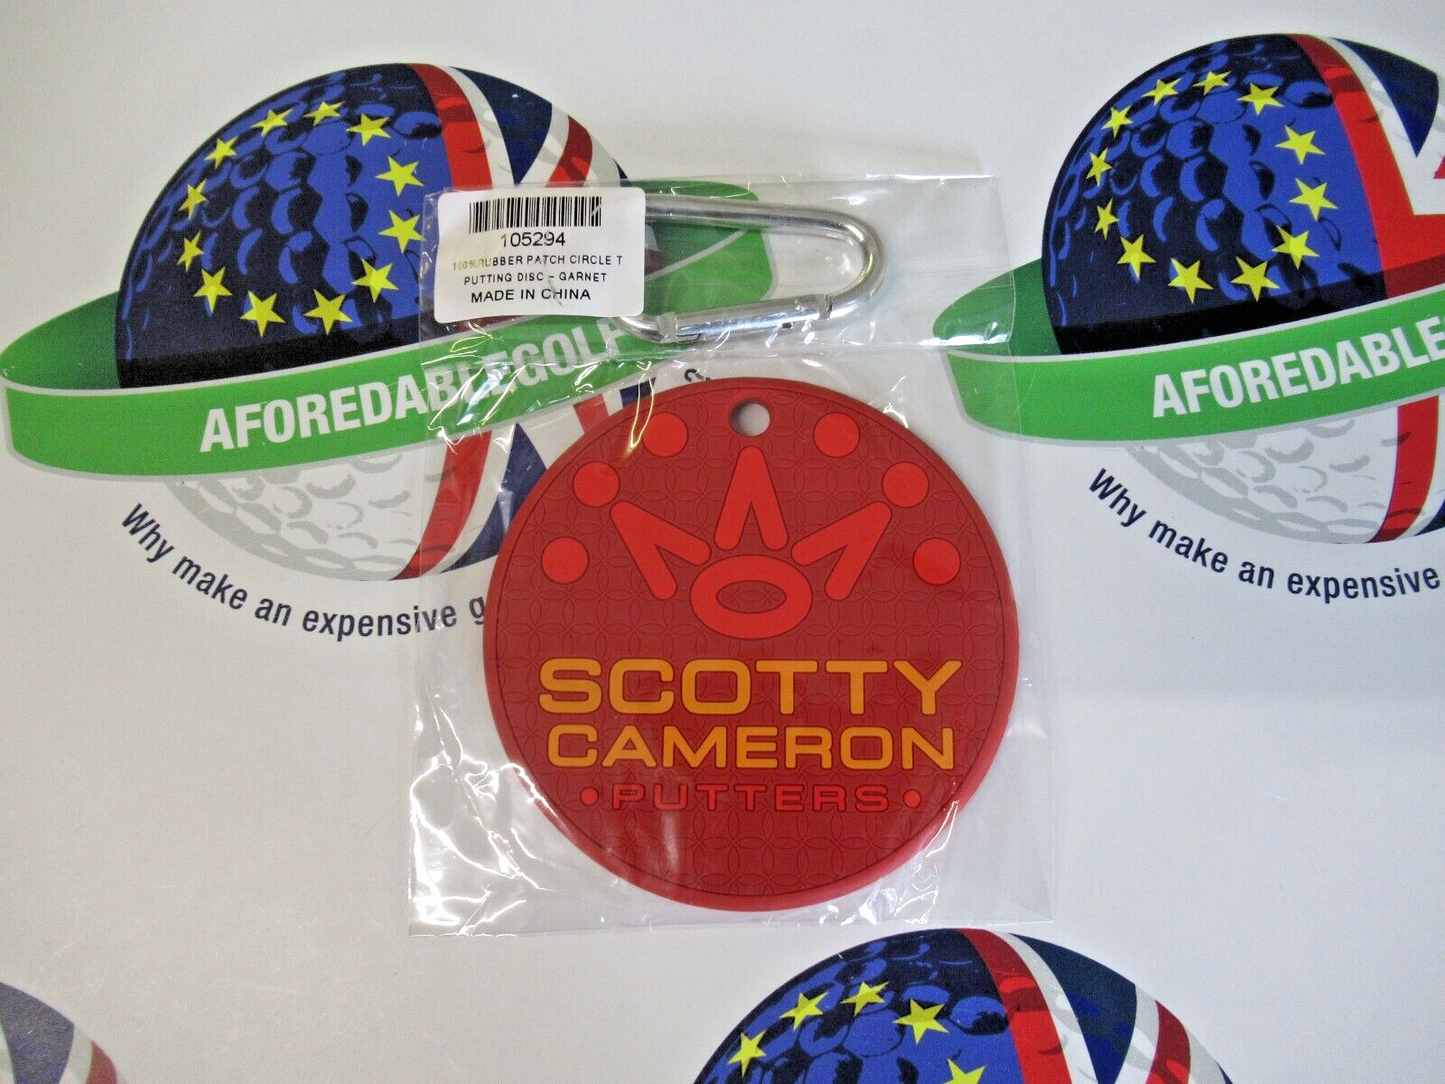 105294
100% RUBBER PATCH CIRCLE T
PUTTING DISC - GARNET
MADE IN CHINA
AFOREDABLEGOLF
Why make an expensive g
AFOREDABLE
Why make an expensive
SCOTTY
CAMERON
•PUTTERS•